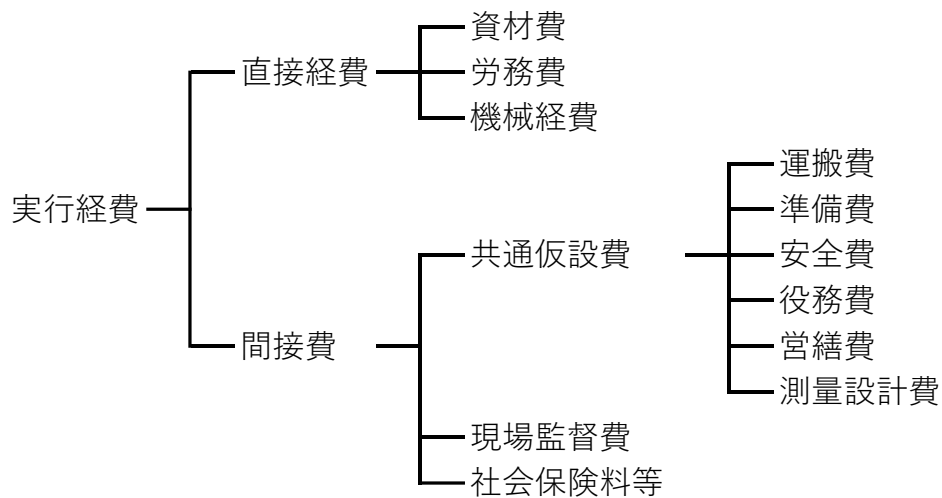 資材費
直接経費
労務費
機械経費
運搬費
実行経費
準備費
共通仮設費
安全費
役務費
間接費
営繕費
測量設計費
現場監督費
社会保険料等